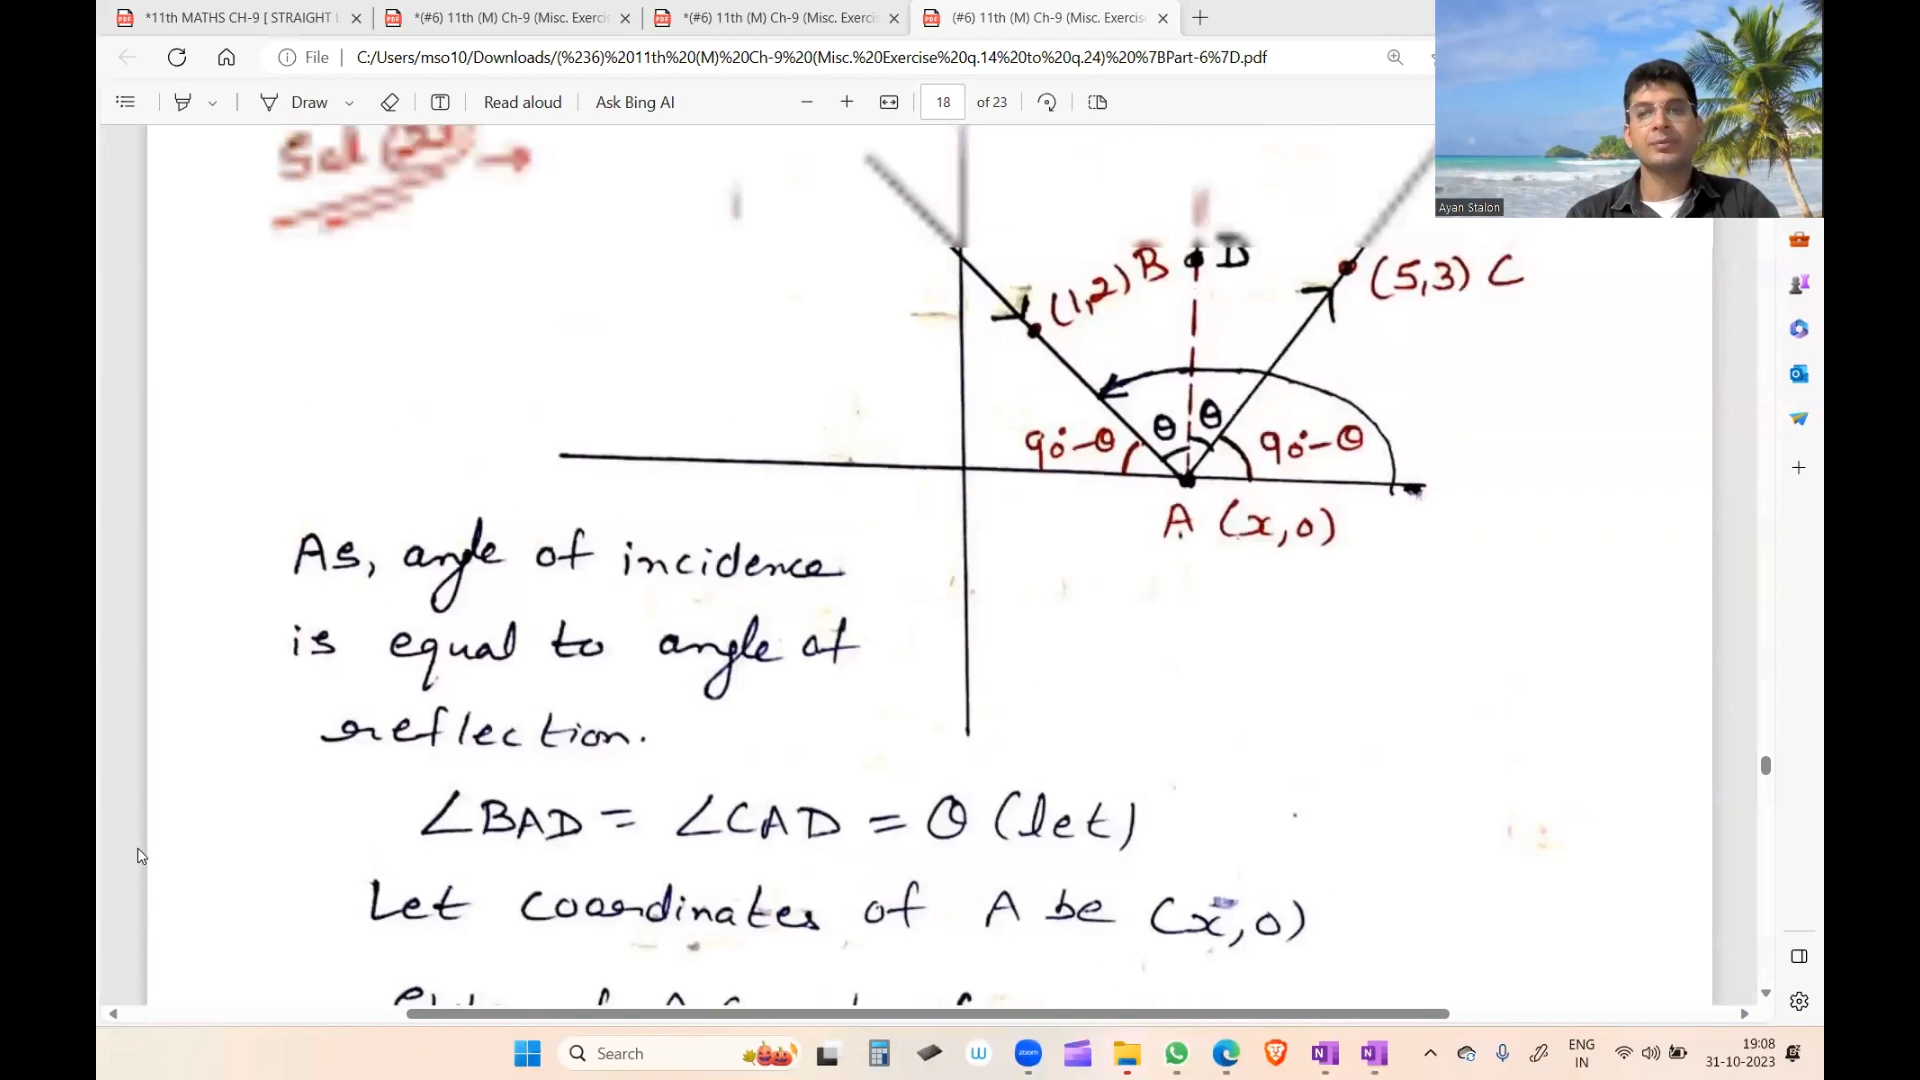 *11th MATHS CH-9 [ STRAIGHT L
*(#6) 11th (M) Ch-9 (Misc. Exercis
*(#6) 11th (M) Ch-9 (Misc. Exercis
(#6) 11th (M) Ch-9 (Misc. Exercis
File C:/Users/mso10/Downloads/(%236)%2011th%20(M)%20Ch-9%20(Misc.%20Exercise%20q.14%20to%20q.24)%20%7BPart-6%7D.pdf
Draw Read aloud Ask Bing AI 18 of 23
Ayan Stalon
Sol
(1,2) B
D
(5,3) C
90°-θ
θ
θ
90°-θ
A (x,0)
As, angle of incidence
is equal to angle of
reflection.
∠BAD = ∠CAD = θ (let)
Let coordinates of A be (x,0)
Search
W
zoom
N
N
ENG
IN
19:08
31-10-2023